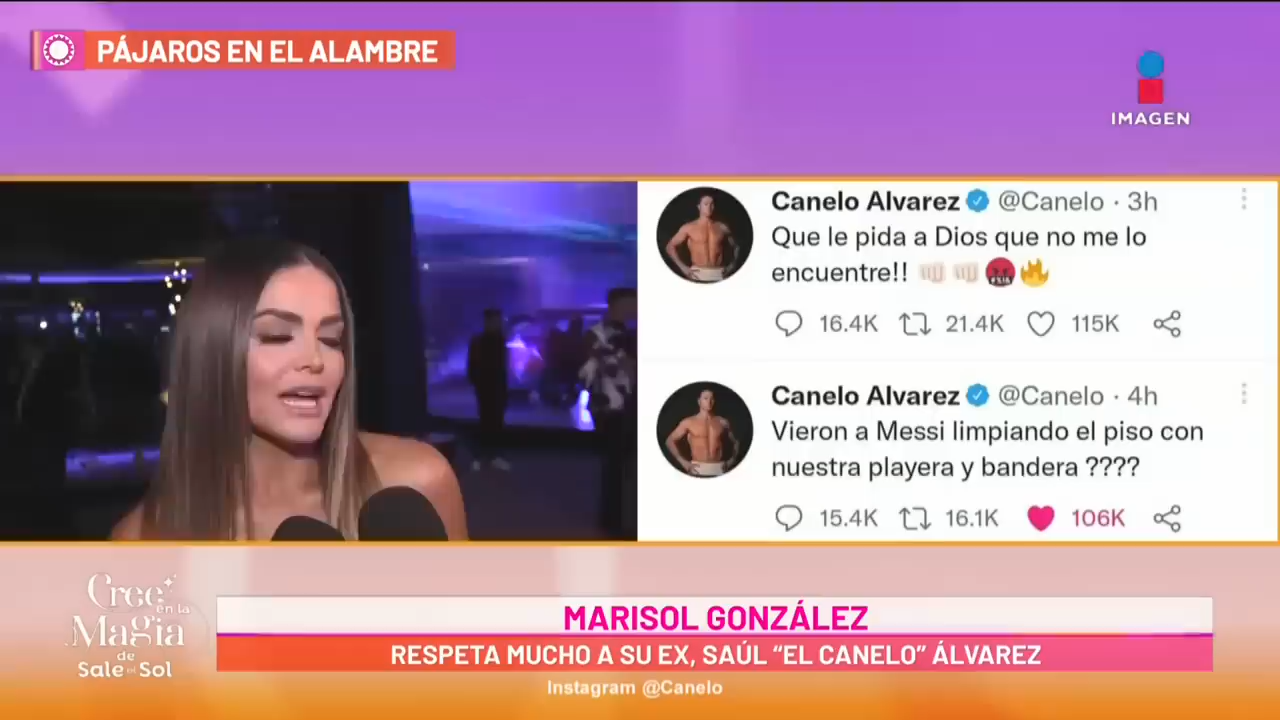 PÁJAROS EN EL ALAMBRE
IMAGEN
Canelo Alvarez @Canelo · 3h
Que le pida a Dios que no me lo
encuentre!! 👊🏻👊🏻🤬🔥
16.4K 21.4K 115K
Canelo Alvarez @Canelo · 4h
Vieron a Messi limpiando el piso con
nuestra playera y bandera ????
15.4K 16.1K 106K
Cree
en la
Magia
de
Sale el Sol
MARISOL GONZÁLEZ
RESPETA MUCHO A SU EX, SAÚL “EL CANELO” ÁLVAREZ
Instagram @Canelo